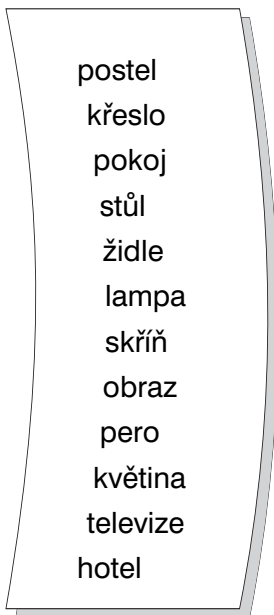 postel
křeslo
pokoj
stůl
židle
lampa
skříň
obraz
pero
květina
televize
hotel